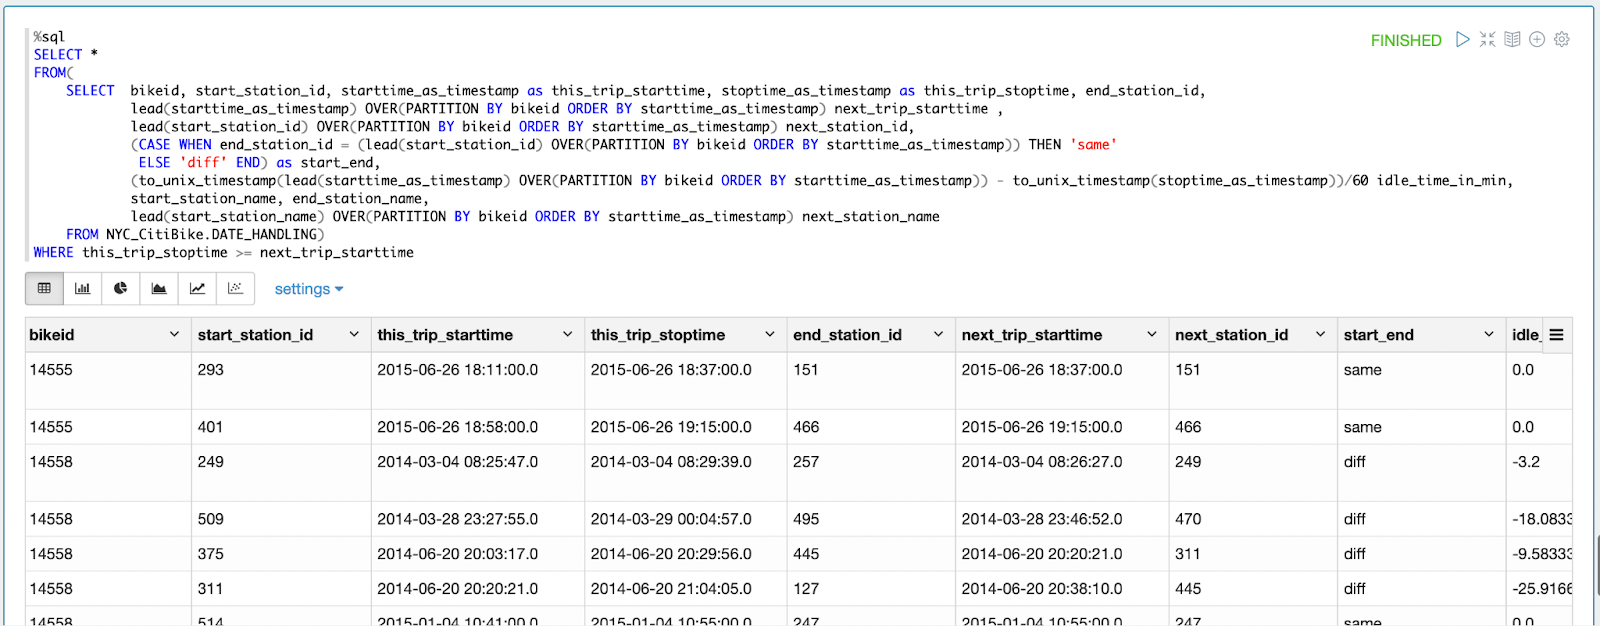 %sql
SELECT *
FROM(
SELECT bikeid, start_station_id, starttime_as_timestamp as this_trip_starttime, stoptime_as_timestamp as this_trip_stoptime, end_station_id,
lead(starttime_as_timestamp) OVER(PARTITION BY bikeid ORDER BY starttime_as_timestamp) next_trip_starttime ,
lead(start_station_id) OVER(PARTITION BY bikeid ORDER BY starttime_as_timestamp) next_station_id,
(CASE WHEN end_station_id = (lead(start_station_id) OVER(PARTITION BY bikeid ORDER BY starttime_as_timestamp)) THEN 'same'
ELSE 'diff' END) as start_end,
(to_unix_timestamp(lead(starttime_as_timestamp) OVER(PARTITION BY bikeid ORDER BY starttime_as_timestamp)) - to_unix_timestamp(stoptime_as_timestamp))/60 idle_time_in_min,
start_station_name, end_station_name,
lead(start_station_name) OVER(PARTITION BY bikeid ORDER BY starttime_as_timestamp) next_station_name
FROM NYC_CitiBike.DATE_HANDLING)
WHERE this_trip_stoptime >= next_trip_starttime
FINISHED
settings
bikeid start_station_id this_trip_starttime this_trip_stoptime end_station_id next_trip_starttime next_station_id start_end idle_
14555 293 2015-06-26 18:11:00.0 2015-06-26 18:37:00.0 151 2015-06-26 18:37:00.0 151 same 0.0
14555 401 2015-06-26 18:58:00.0 2015-06-26 19:15:00.0 466 2015-06-26 19:15:00.0 466 same 0.0
14558 249 2014-03-04 08:25:47.0 2014-03-04 08:29:39.0 257 2014-03-04 08:26:27.0 249 diff -3.2
14558 509 2014-03-28 23:27:55.0 2014-03-29 00:04:57.0 495 2014-03-28 23:46:52.0 470 diff -18.0833
14558 375 2014-06-20 20:03:17.0 2014-06-20 20:29:56.0 445 2014-06-20 20:20:21.0 311 diff -9.58333
14558 311 2014-06-20 20:20:21.0 2014-06-20 21:04:05.0 127 2014-06-20 20:38:10.0 445 diff -25.9166
14558 514 2015-01-04 10:41:00.0 2015-01-04 10:55:00.0 247 2015-01-04 10:55:00.0 247 same 0.0